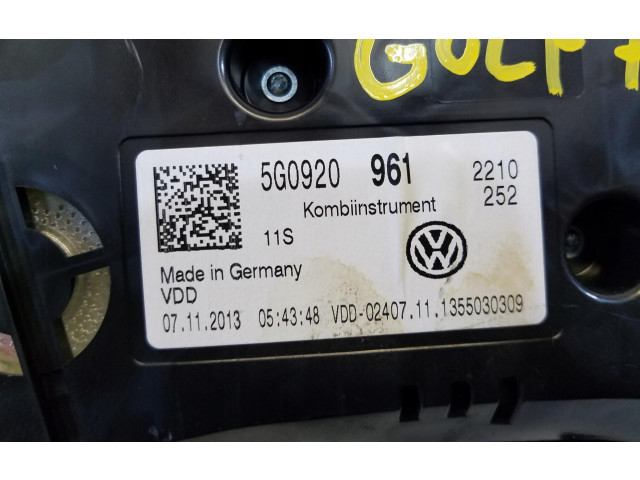 GOLF 7
5G0920 961 2210
252
Kombiinstrument
11S
Made in Germany
VDD
07.11.2013 05:43:48 VDD-02407.11.1355030309